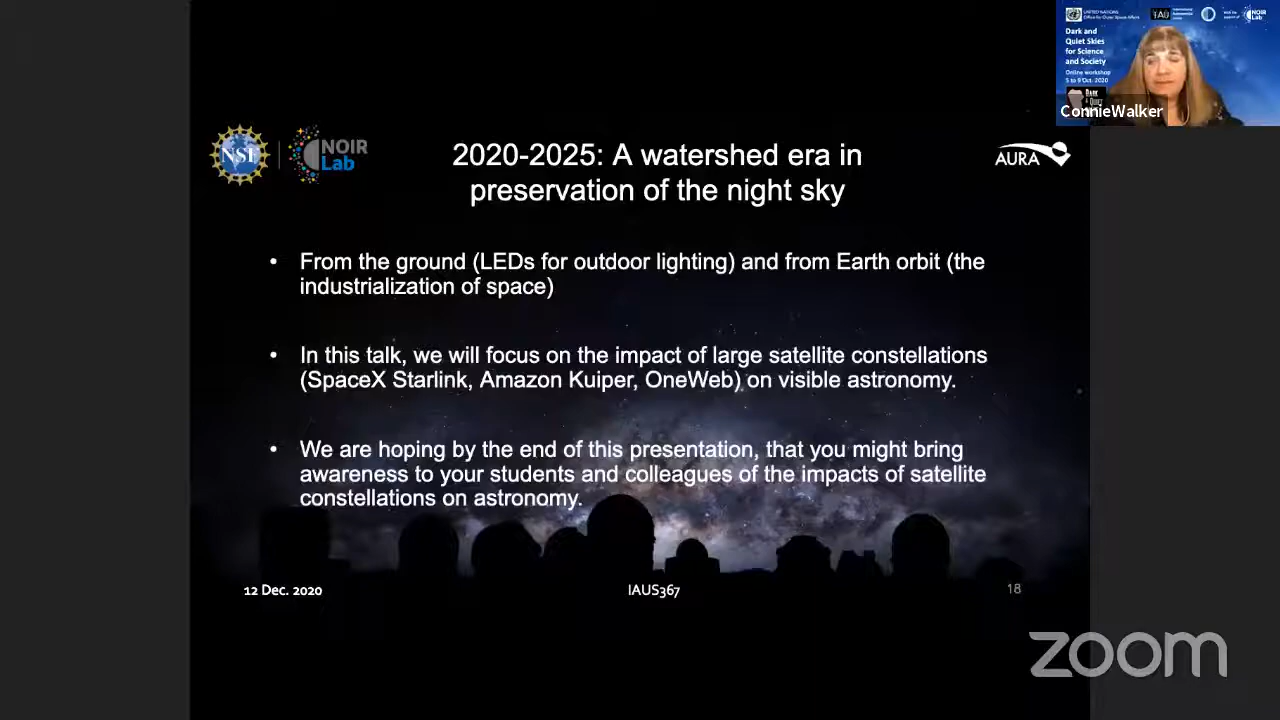 UNITED NATIONS
Office for Outer Space Affairs
IAU
NOIR
Lab
Dark and
Quiet Skies
for Science
and Society
Online workshop
5 to 9 Oct. 2020
DARK
ConnieWalker
NSF
NOIR
Lab
2020-2025: A watershed era in
preservation of the night sky
AURA
• From the ground (LEDs for outdoor lighting) and from Earth orbit (the
industrialization of space)
• In this talk, we will focus on the impact of large satellite constellations
(SpaceX Starlink, Amazon Kuiper, OneWeb) on visible astronomy.
• We are hoping by the end of this presentation, that you might bring
awareness to your students and colleagues of the impacts of satellite
constellations on astronomy.
12 Dec. 2020
IAUS367
18
zoom